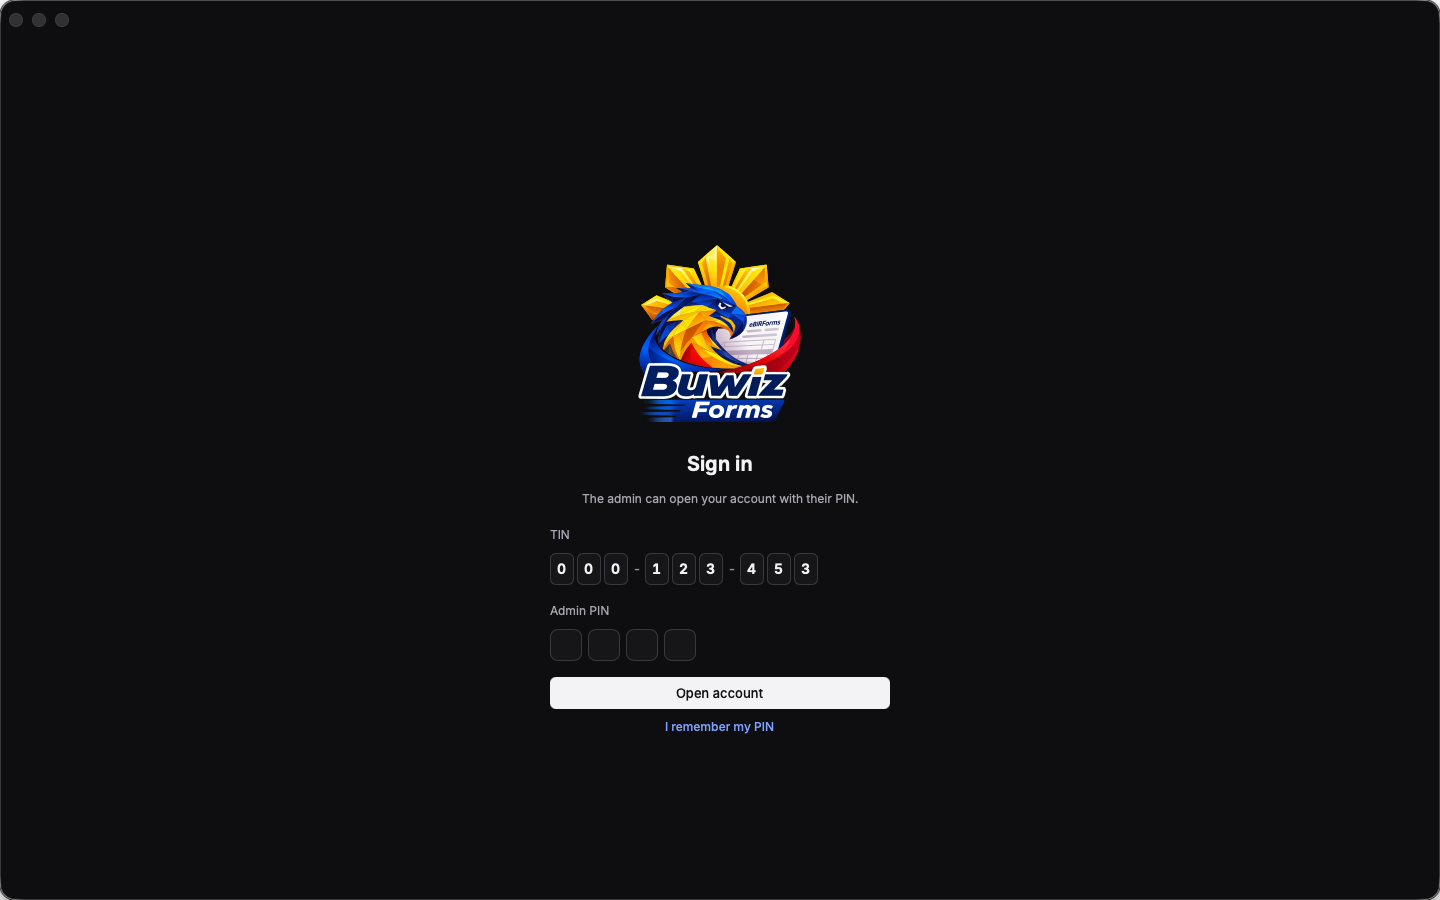 eBIRForms
Buwiz
Forms
Sign in
The admin can open your account with their PIN.
TIN
0 0 0 - 1 2 3 - 4 5 3
Admin PIN
Open account
I remember my PIN